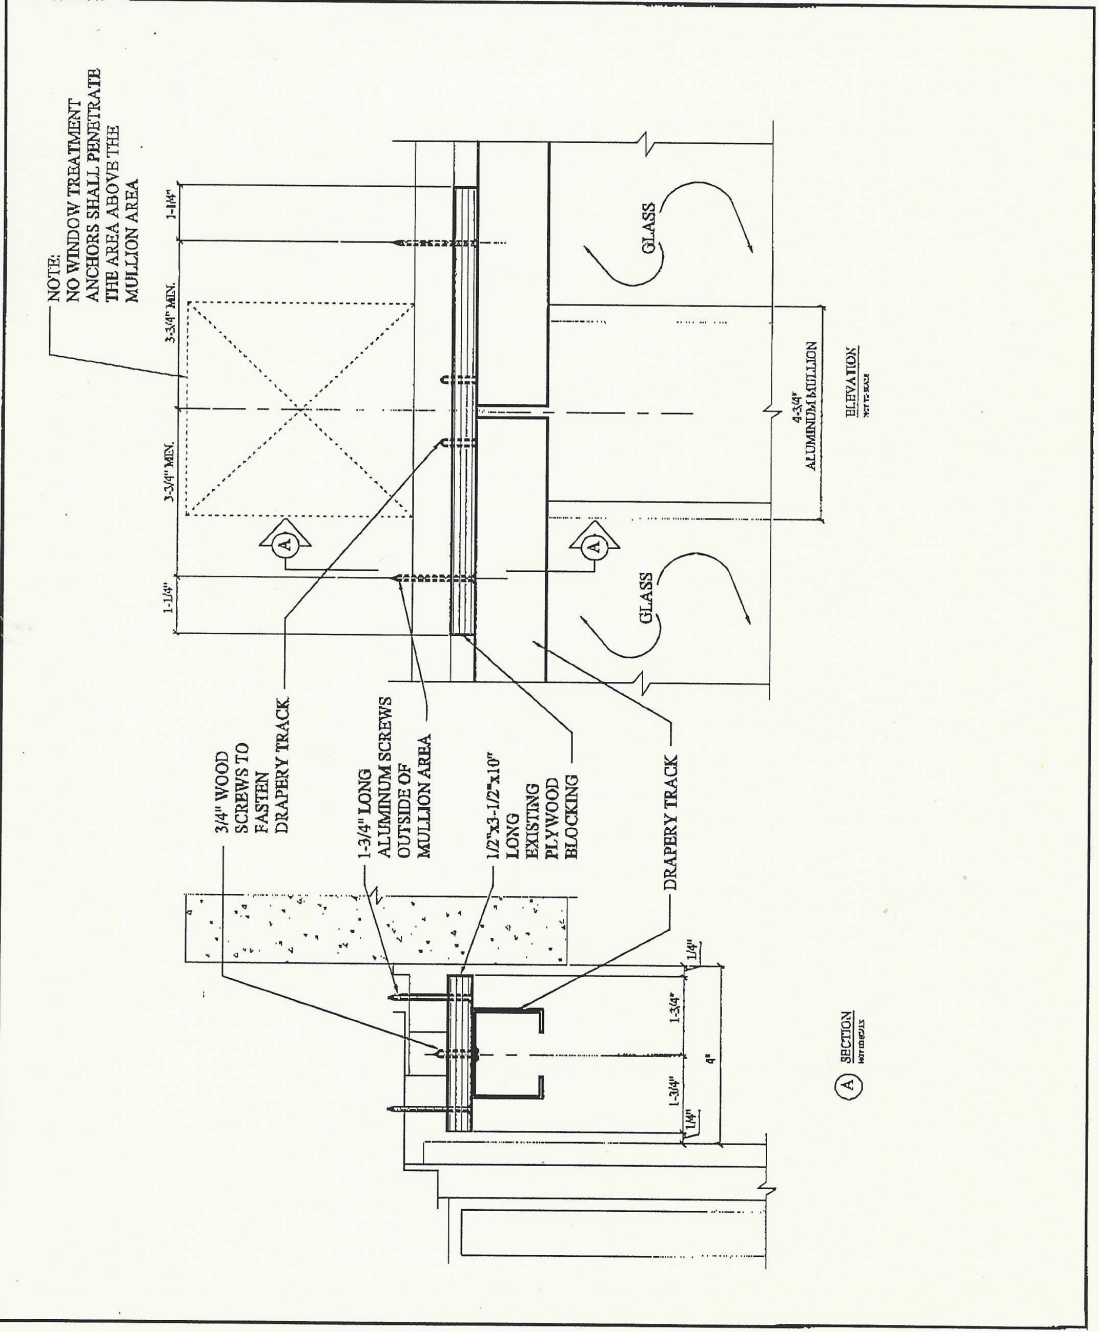 NOTE:
NO WINDOW TREATMENT
ANCHORS SHALL PENETRATE
THE AREA ABOVE THE
MULLION AREA
1-1/4"
3-3/4" MIN.
3-3/4" MIN.
1-1/4"
3/4" WOOD
SCREWS TO
FASTEN
DRAPERY TRACK
1-3/4" LONG
ALUMINUM SCREWS
OUTSIDE OF
MULLION AREA
1/2"x3-1/2"x10"
LONG
EXISTING
PLYWOOD
BLOCKING
DRAPERY TRACK
A
A
GLASS
GLASS
4-3/4"
ALUMINUM MULLION
ELEVATION
NOT TO SCALE
1/4"
1-3/4"
1-3/4"
1/4"
4"
A
SECTION